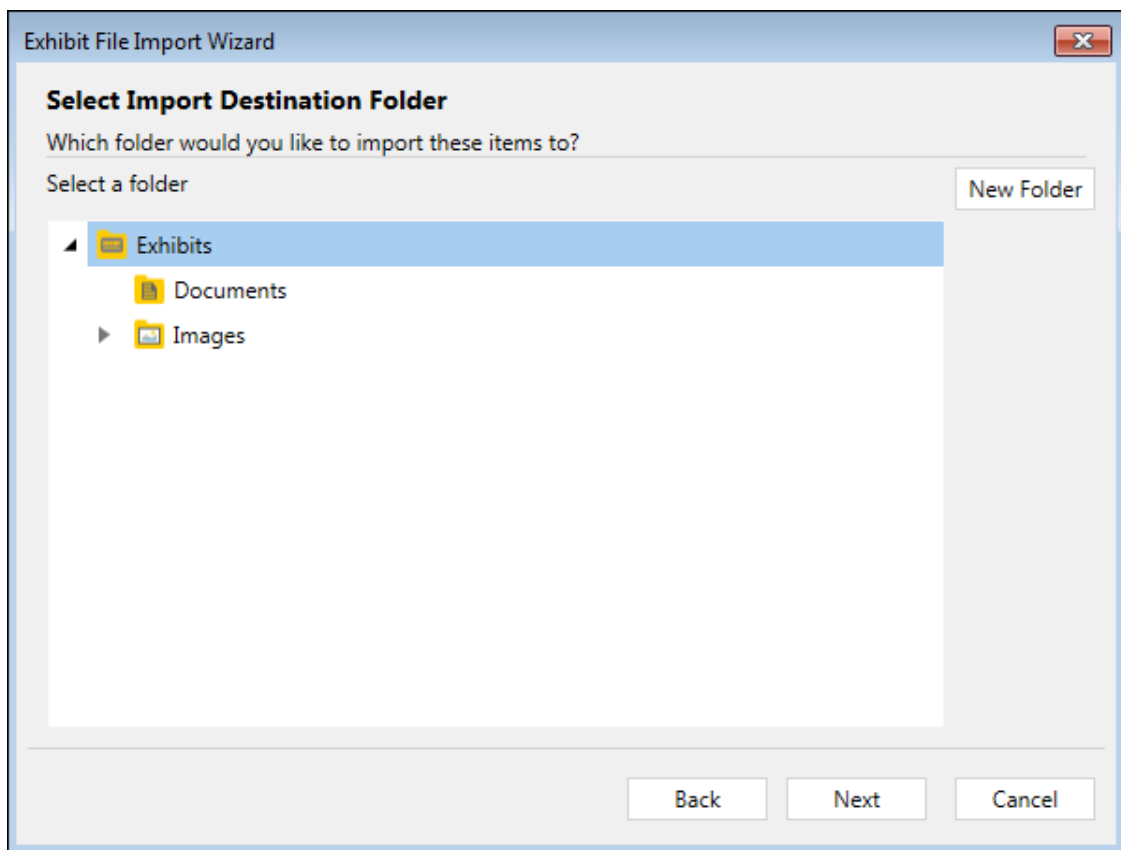 Exhibit File Import Wizard
Select Import Destination Folder
Which folder would you like to import these items to?
Select a folder
New Folder
Exhibits
Documents
Images
Back Next Cancel